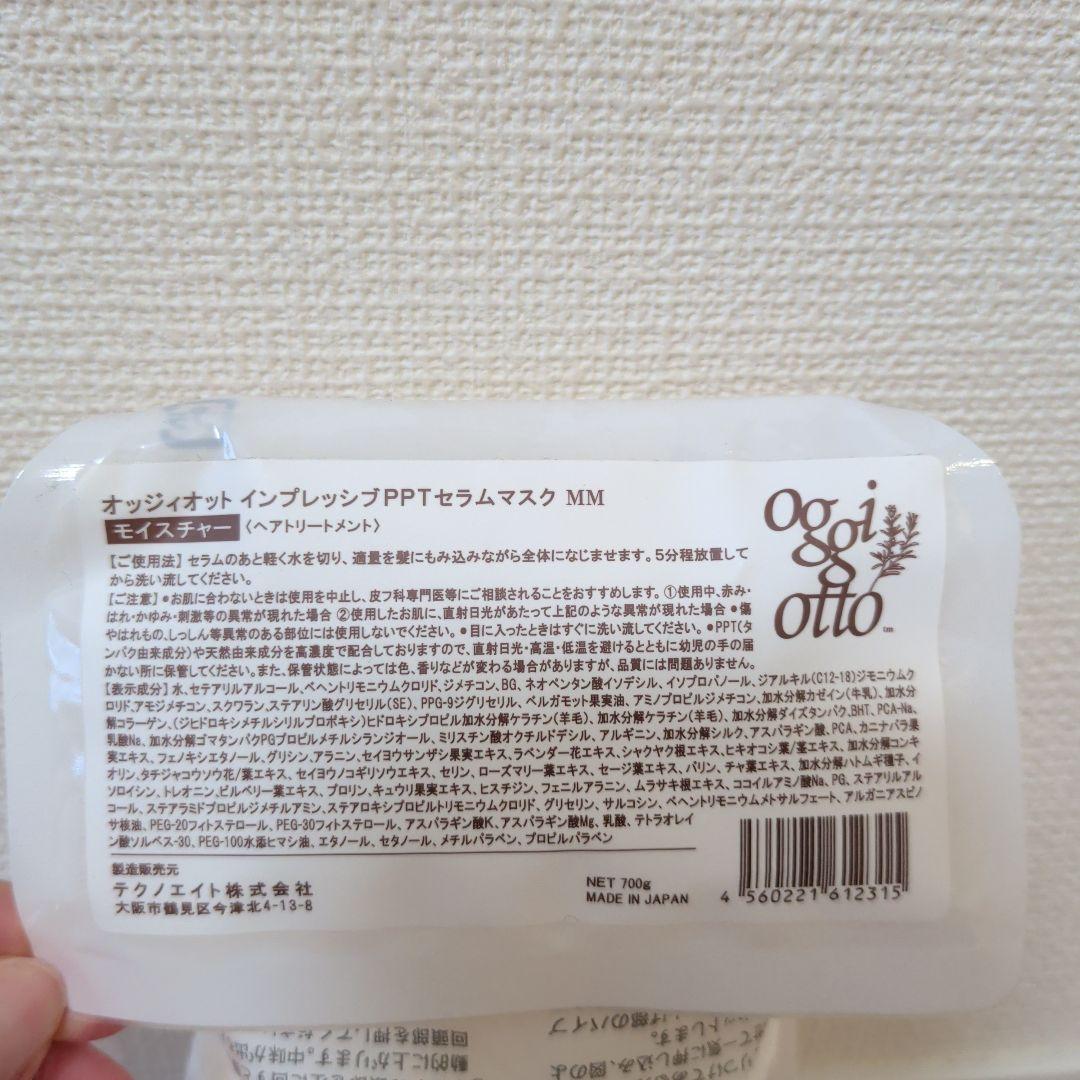 オッジィオット インプレッシブPPTセラムマスク MM
モイスチャー 〈ヘアトリートメント〉
oggi
otto
【ご使用法】セラムのあと軽く水を切り、適量を髪にもみ込みながら全体になじませます。5分程放置して
から洗い流してください。
【ご注意】●お肌に合わないときは使用を中止し、皮フ科専門医等にご相談されることをおすすめします。①使用中、赤み・
はれ・かゆみ・刺激等の異常が現れた場合 ②使用したお肌に、直射日光があたって上記のような異常が現れた場合 ●傷
やはれもの、しっしん等異常のある部位には使用しないでください。●目に入ったときはすぐに洗い流してください。●PPT(タ
ンパク由来成分)や天然由来成分を高濃度で配合しておりますので、直射日光・高温・低温を避けるとともに幼児の手の届
かない所に保管してください。また、保管状態によっては色、香りなどが変わる場合がありますが、品質には問題ありません。
【表示成分】水、セテアリルアルコール、ベヘントリモニウムクロリド、ジメチコン、BG、ネオペンタン酸イソデシル、イソプロパノール、ジアルキル(C12-18)ジモニウムク
ロリド、アモジメチコン、スクワラン、ステアリン酸グリセリル(SE)、PPG-9ジグリセリル、ベルガモット果実油、アミノプロピルジメチコン、加水分解カゼイン(牛乳)、加水分
解コラーゲン、(ジヒドロキシメチルシリルプロポキシ)ヒドロキシプロピル加水分解ケラチン(羊毛)、加水分解ケラチン(羊毛)、加水分解ダイズタンパク、BHT、PCA-Na、
乳酸Na、加水分解ゴマタンパクPGプロピルメチルシランジオール、ミリスチン酸オクチルドデシル、アルギニン、加水分解シルク、アスパラギン酸、PCA、カニナバラ果
実エキス、フェノキシエタノール、グリシン、アラニン、セイヨウサンザシ果実エキス、ラベンダー花エキス、シャクヤク根エキス、ヒキオコシ葉/茎エキス、加水分解コンキ
オリン、タチジャコウソウ花/葉エキス、セイヨウノコギリソウエキス、セリン、ローズマリー葉エキス、セージ葉エキス、バリン、チャ葉エキス、加水分解ハトムギ種子、イ
ソロイシン、トレオニン、ビルベリー葉エキス、プロリン、キュウリ果実エキス、ヒスチジン、フェニルアラニン、ムラサキ根エキス、ココイルアミノ酸Na、PG、ステアリルアル
コール、ステアラミドプロピルジメチルアミン、ステアロキシプロピルトリモニウムクロリド、グリセリン、サルコシン、ベヘントリモニウムメトサルフェート、アルガニアスピノ
サ核油、PEG-20フィトステロール、PEG-30フィトステロール、アスパラギン酸K、アスパラギン酸Mg、乳酸、テトラオレイ
ン酸ソルベス-30、PEG-100水添ヒマシ油、エタノール、セタノール、メチルパラベン、プロピルパラベン
製造販売元
テクノエイト株式会社
大阪市鶴見区今津北4-13-8
NET 700g
MADE IN JAPAN
4 560221 612315
回頭部を押してくだ
動的に上がります。中味が出